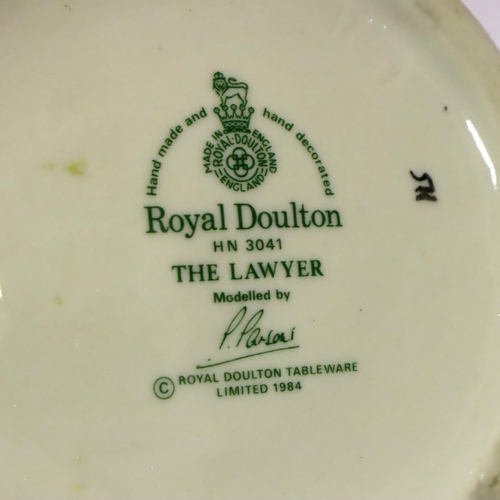 Hand made and hand decorated
MADE IN ENGLAND
ROYAL·DOULTON
ENGLAND
Royal Doulton
HN 3041
THE LAWYER
Modelled by
P. Parsons
© ROYAL DOULTON TABLEWARE
LIMITED 1984